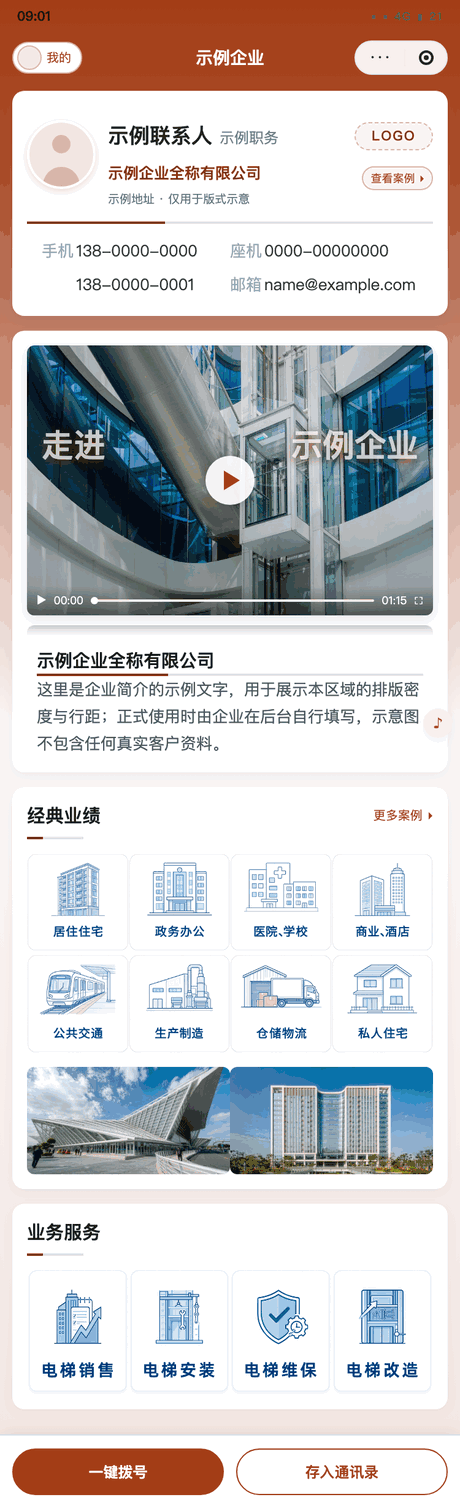 09:01
我的
示例企业
示例联系人 示例职务
LOGO
示例企业全称有限公司
查看案例
示例地址 · 仅用于版式示意
手机 138-0000-0000 座机 0000-00000000
138-0000-0001 邮箱 name@example.com
走进 示例企业
00:00 01:15
示例企业全称有限公司
这里是企业简介的示例文字，用于展示本区域的排版密
度与行距；正式使用时由企业在后台自行填写，示意图
不包含任何真实客户资料。
经典业绩 更多案例
居住住宅 政务办公 医院、学校 商业、酒店
公共交通 生产制造 仓储物流 私人住宅
业务服务
电梯销售 电梯安装 电梯维保 电梯改造
一键拨号 存入通讯录